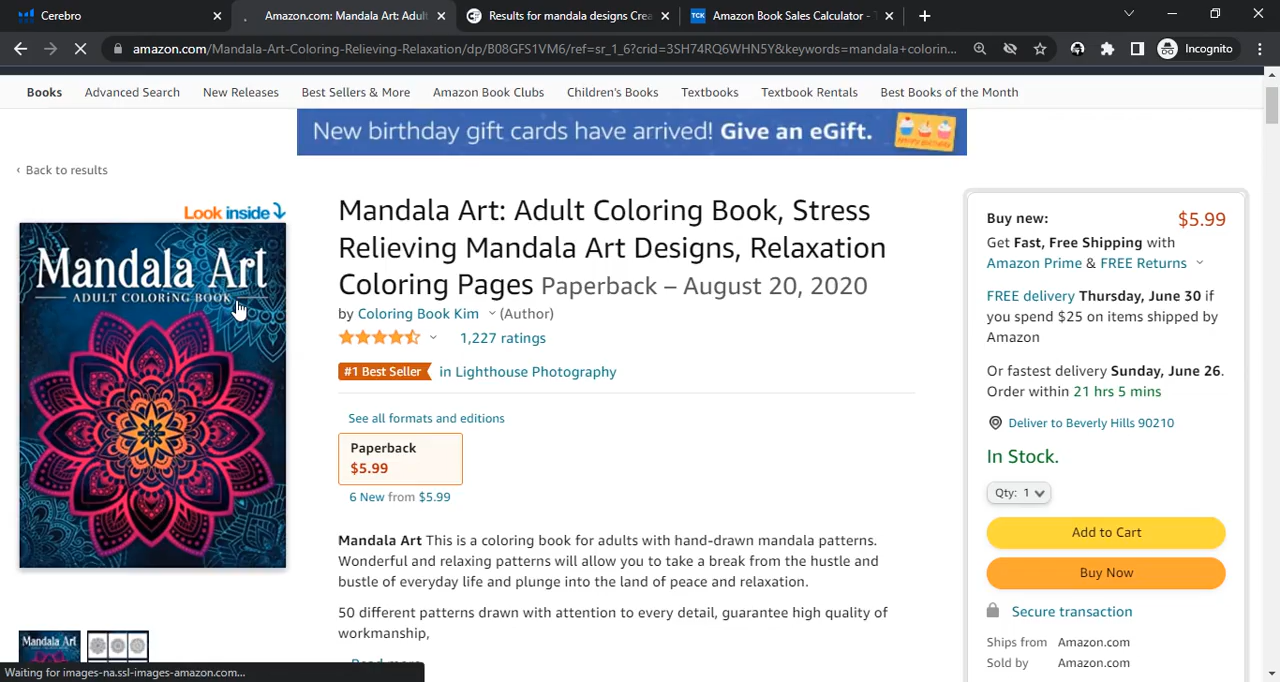 Cerebro
Amazon.com: Mandala Art: Adult
Results for mandala designs Crea
TCK Amazon Book Sales Calculator - T
amazon.com/Mandala-Art-Coloring-Relieving-Relaxation/dp/B08GFS1VM6/ref=sr_1_6?crid=3SH74RQ6WHN5Y&keywords=mandala+colorin...
Incognito
Books Advanced Search New Releases Best Sellers & More Amazon Book Clubs Children's Books Textbooks Textbook Rentals Best Books of the Month
New birthday gift cards have arrived! Give an eGift.
‹ Back to results
Look inside
Mandala Art
ADULT COLORING BOOK
Mandala Art: Adult Coloring Book, Stress
Relieving Mandala Art Designs, Relaxation
Coloring Pages Paperback – August 20, 2020
by Coloring Book Kim (Author)
1,227 ratings
#1 Best Seller in Lighthouse Photography
See all formats and editions
Paperback
$5.99
6 New from $5.99
Mandala Art This is a coloring book for adults with hand-drawn mandala patterns.
Wonderful and relaxing patterns will allow you to take a break from the hustle and
bustle of everyday life and plunge into the land of peace and relaxation.
50 different patterns drawn with attention to every detail, guarantee high quality of
workmanship,
Read more
Buy new: $5.99
Get Fast, Free Shipping with
Amazon Prime & FREE Returns
FREE delivery Thursday, June 30 if
you spend $25 on items shipped by
Amazon
Or fastest delivery Sunday, June 26.
Order within 21 hrs 5 mins
Deliver to Beverly Hills 90210
In Stock.
Qty: 1
Add to Cart
Buy Now
Secure transaction
Ships from Amazon.com
Sold by Amazon.com
Mandala Art
Waiting for images-na.ssl-images-amazon.com...